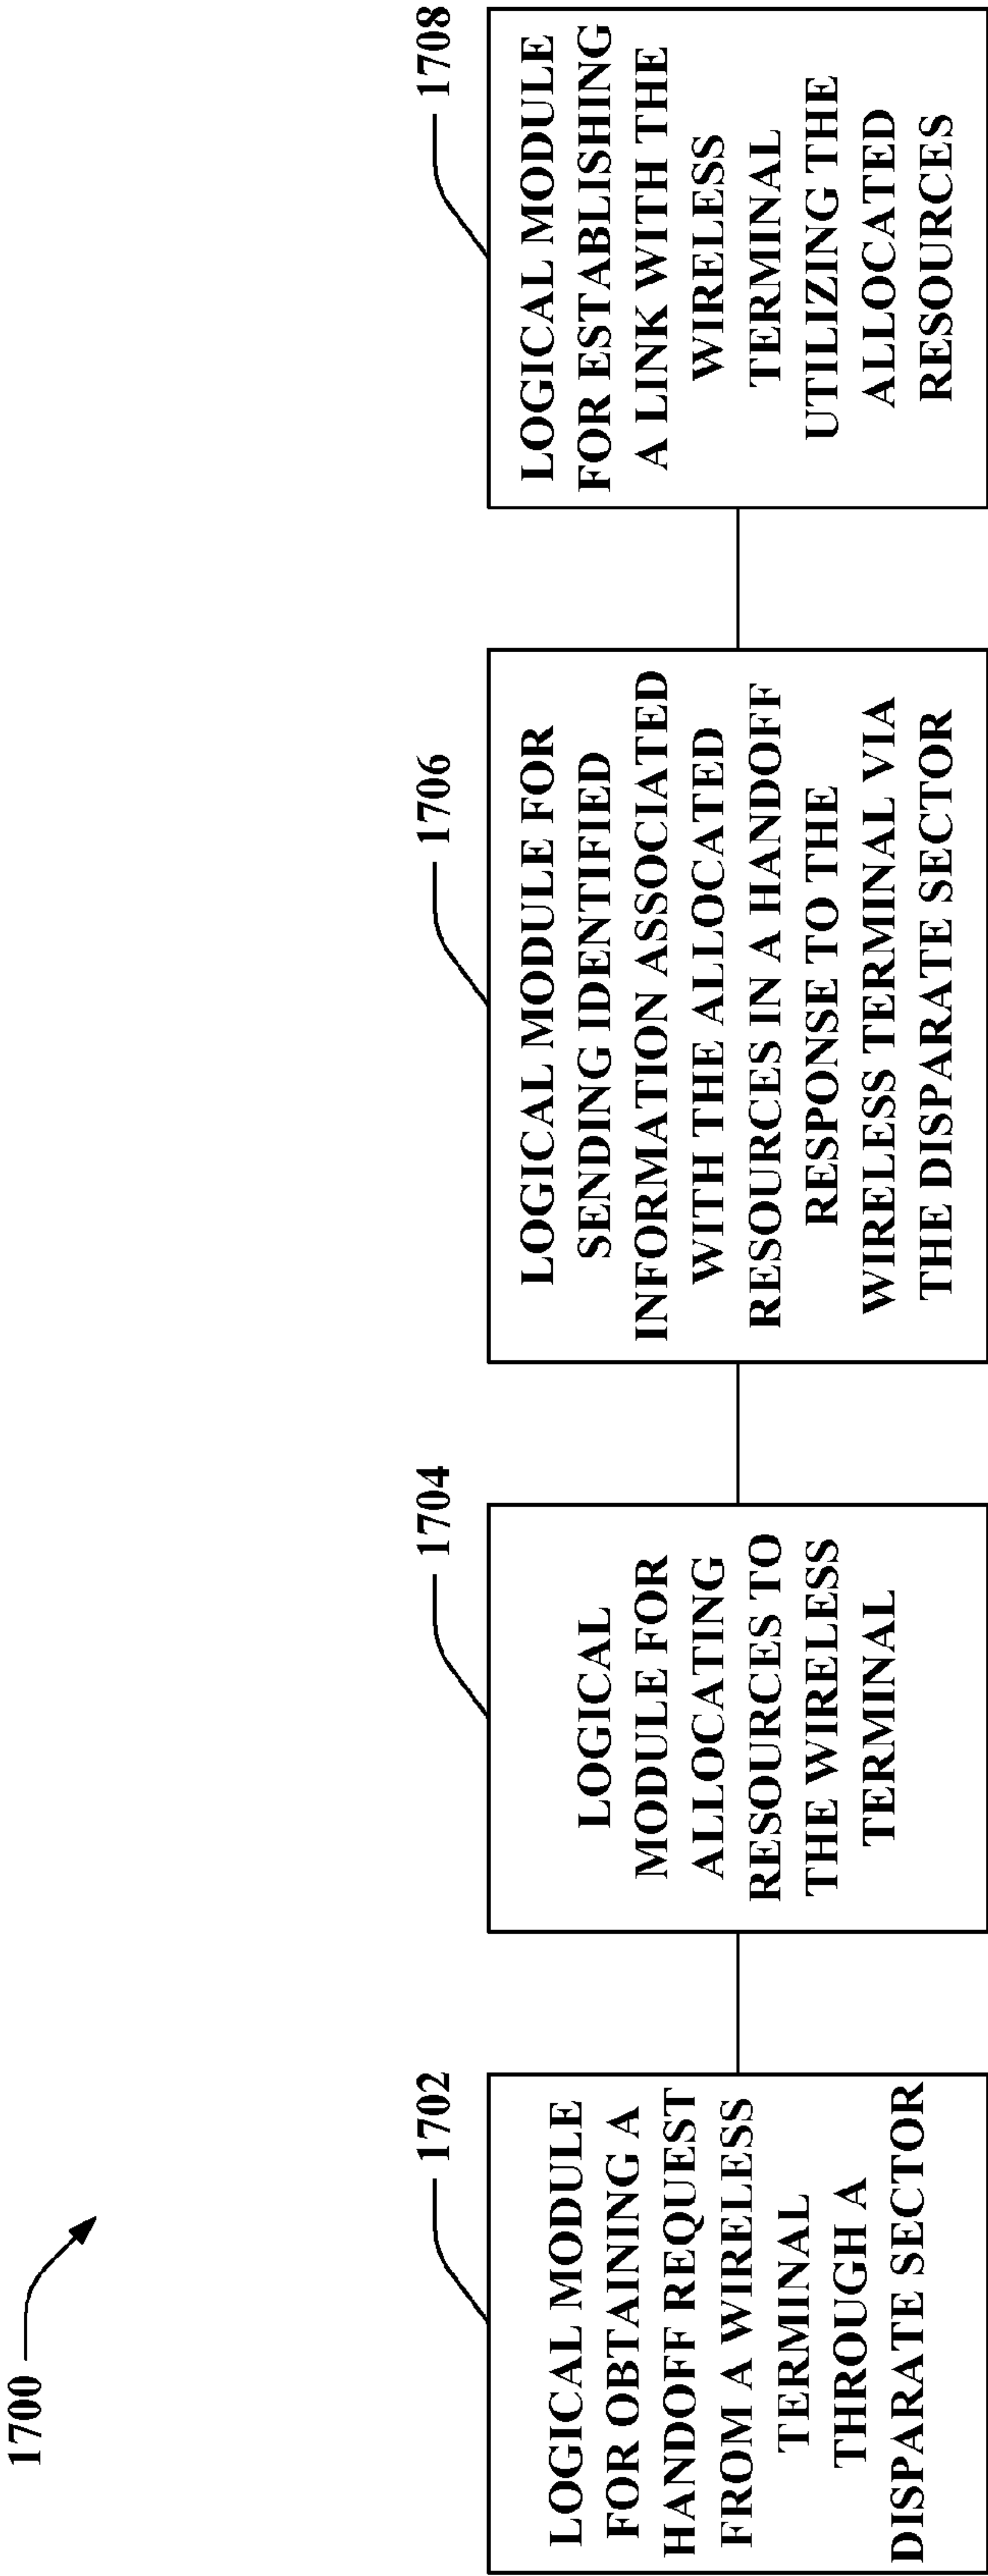 1700
1702
LOGICAL MODULE
FOR OBTAINING A
HANDOFF REQUEST
FROM A WIRELESS
TERMINAL
THROUGH A
DISPARATE SECTOR
1704
LOGICAL
MODULE FOR
ALLOCATING
RESOURCES TO
THE WIRELESS
TERMINAL
1706
LOGICAL MODULE FOR
SENDING IDENTIFIED
INFORMATION ASSOCIATED
WITH THE ALLOCATED
RESOURCES IN A HANDOFF
RESPONSE TO THE
WIRELESS TERMINAL VIA
THE DISPARATE SECTOR
1708
LOGICAL MODULE
FOR ESTABLISHING
A LINK WITH THE
WIRELESS
TERMINAL
UTILIZING THE
ALLOCATED
RESOURCES